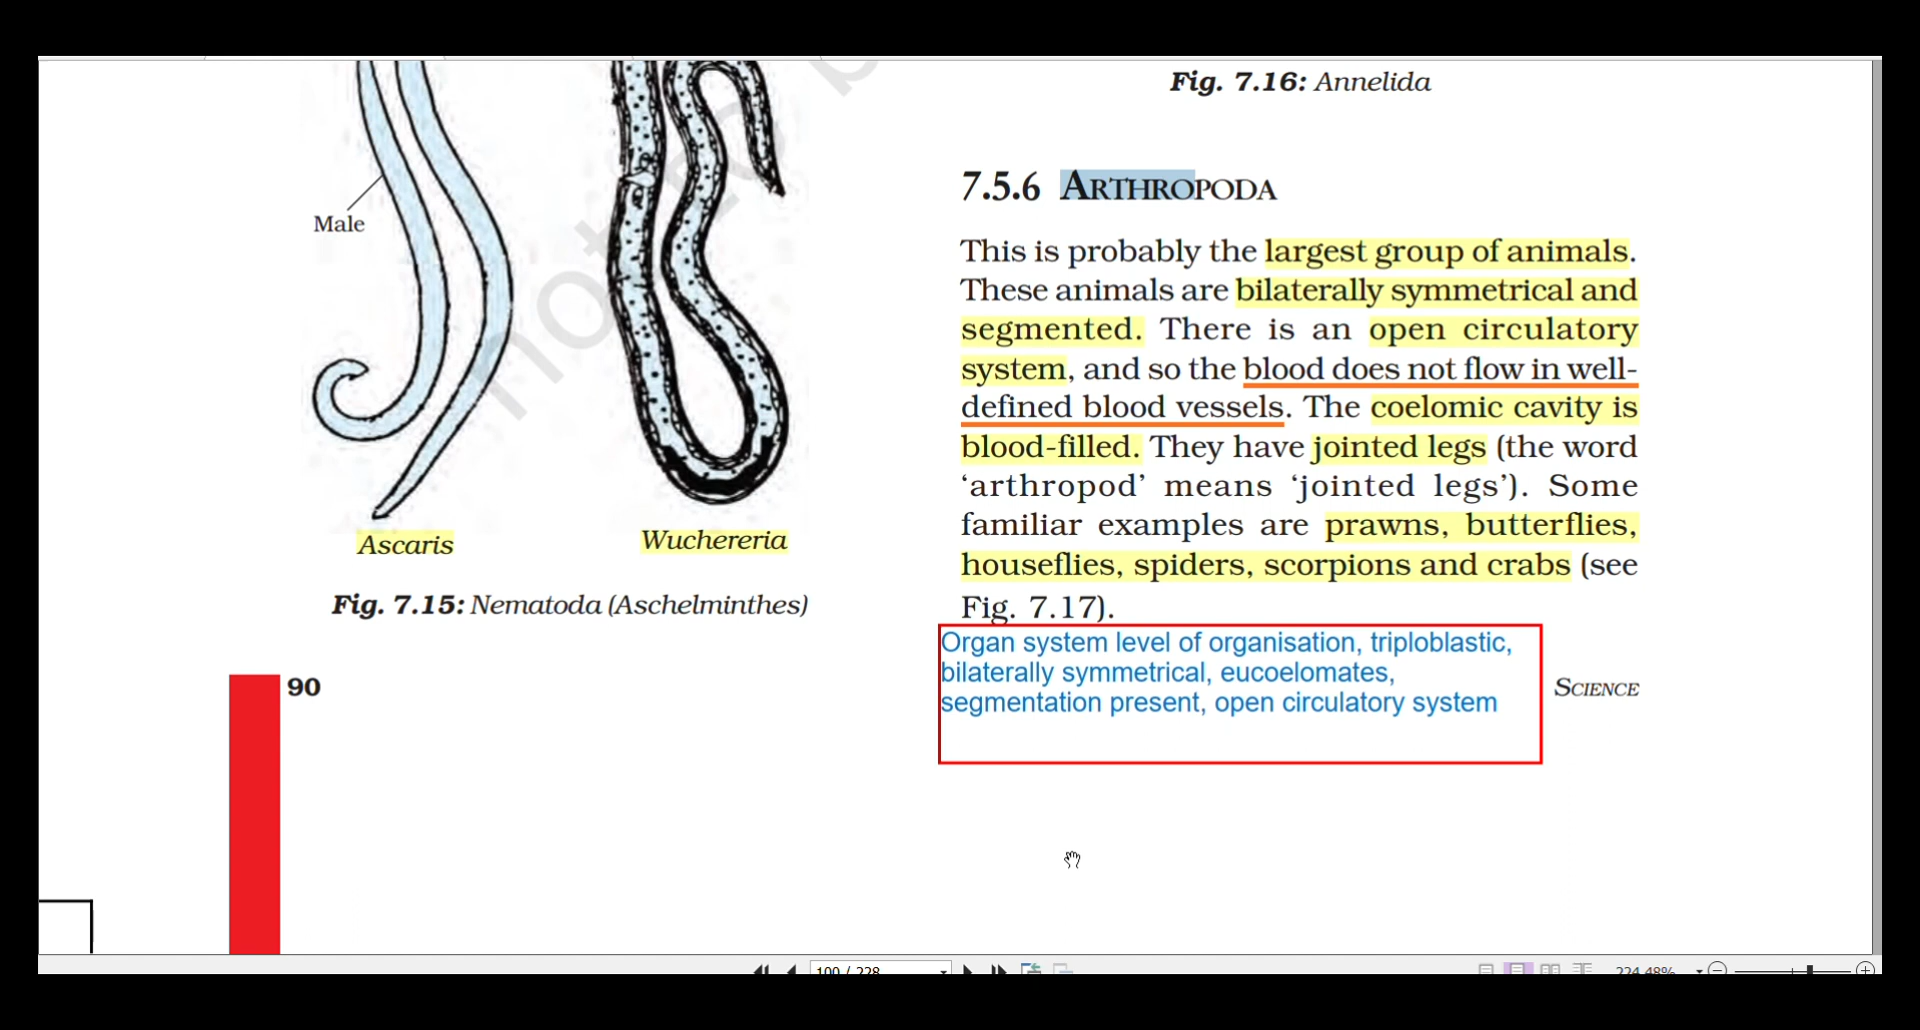 Male
Ascaris
Wuchereria
Fig. 7.15: Nematoda (Aschelminthes)
90
Fig. 7.16: Annelida
7.5.6 ARTHROPODA
This is probably the largest group of animals.
These animals are bilaterally symmetrical and
segmented. There is an open circulatory
system, and so the blood does not flow in well-
defined blood vessels. The coelomic cavity is
blood-filled. They have jointed legs (the word
‘arthropod’ means ‘jointed legs’). Some
familiar examples are prawns, butterflies,
houseflies, spiders, scorpions and crabs (see
Fig. 7.17).
Organ system level of organisation, triploblastic,
bilaterally symmetrical, eucoelomates,
segmentation present, open circulatory system
SCIENCE
not
100 / 228
224.48%